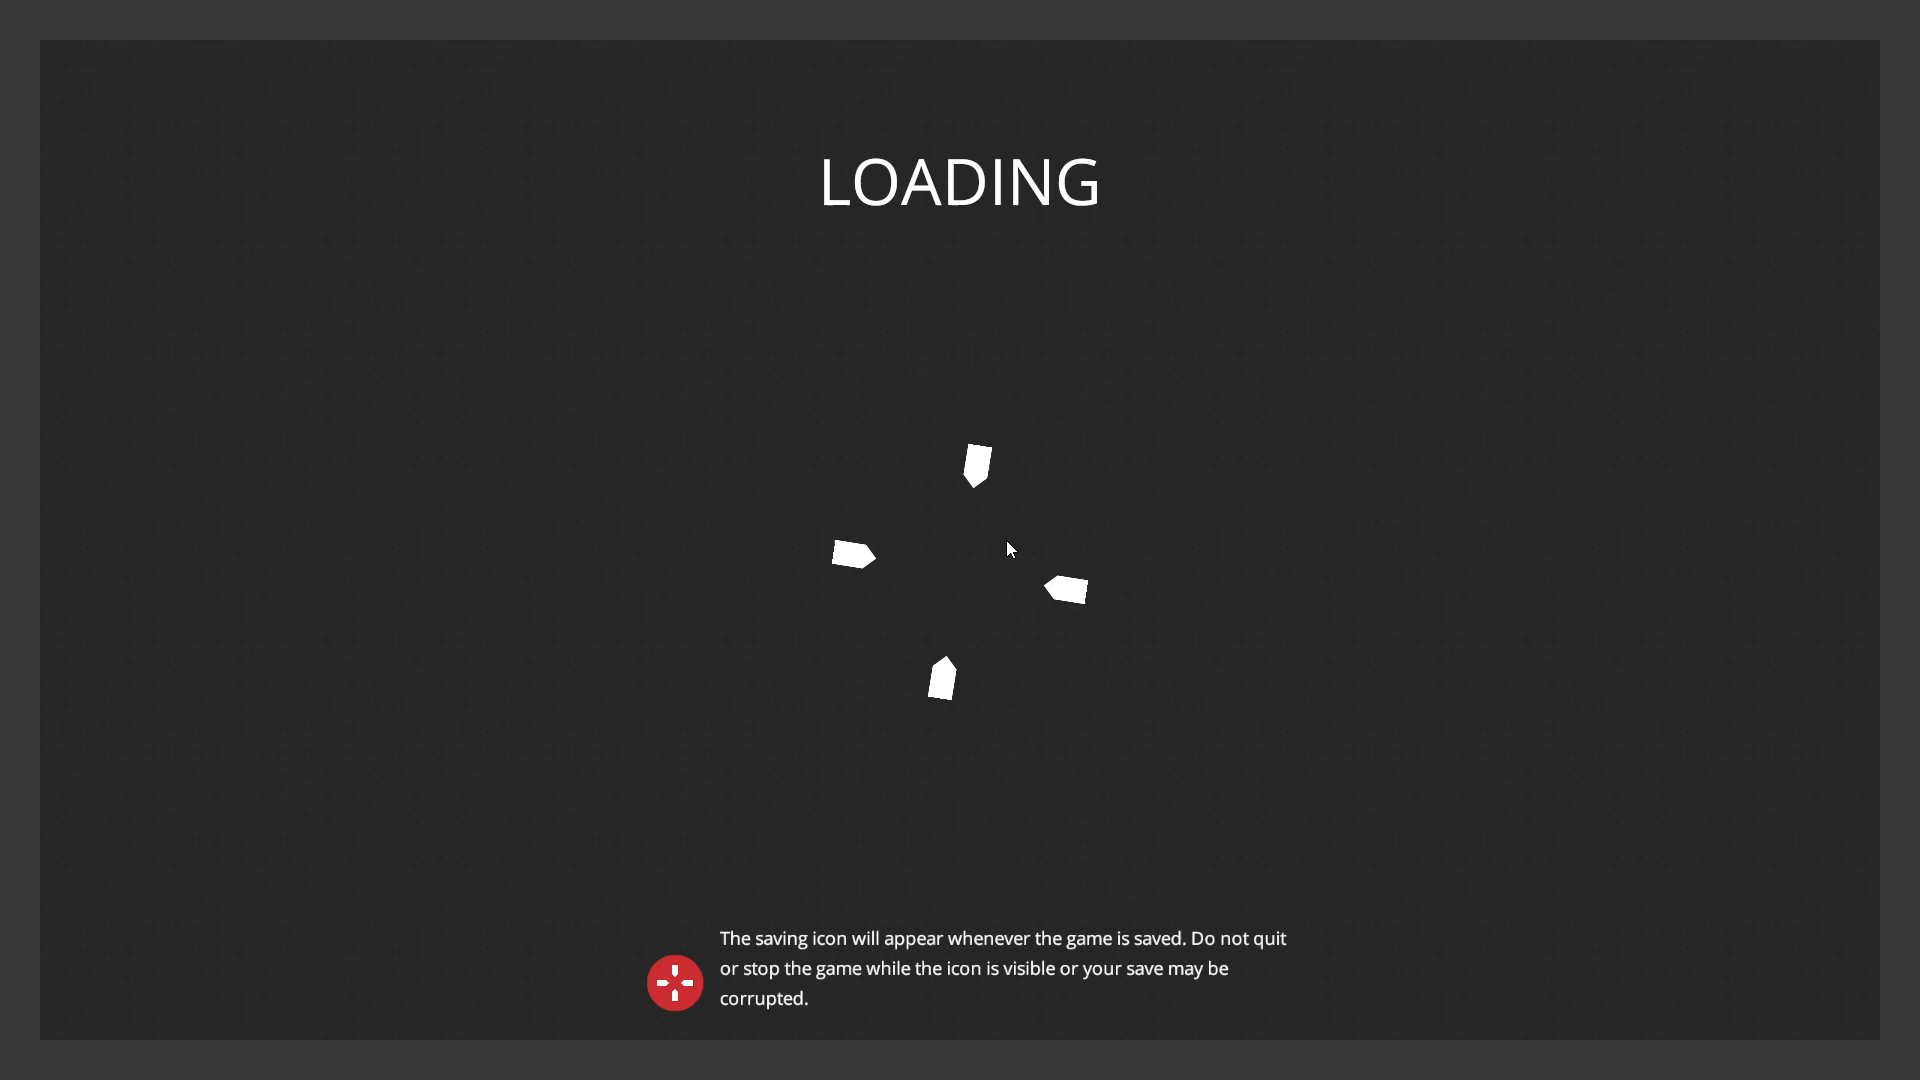 LOADING
The saving icon will appear whenever the game is saved. Do not quit
or stop the game while the icon is visible or your save may be
corrupted.